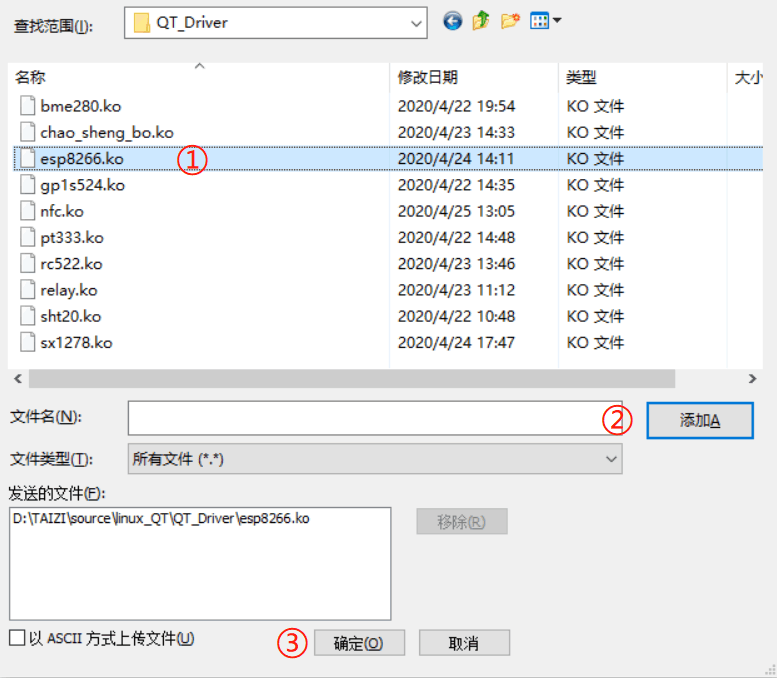 查找范围(I): QT_Driver
名称 修改日期 类型 大小
bme280.ko 2020/4/22 19:54 KO 文件
chao_sheng_bo.ko 2020/4/23 14:33 KO 文件
esp8266.ko ① 2020/4/24 14:11 KO 文件
gp1s524.ko 2020/4/22 14:35 KO 文件
nfc.ko 2020/4/25 13:05 KO 文件
pt333.ko 2020/4/22 14:48 KO 文件
rc522.ko 2020/4/23 13:46 KO 文件
relay.ko 2020/4/23 11:12 KO 文件
sht20.ko 2020/4/22 10:48 KO 文件
sx1278.ko 2020/4/24 17:47 KO 文件
文件名(N): ② 添加A
文件类型(T): 所有文件 (*.*)
发送的文件(F):
D:\TAIZI\source\linux_QT\QT_Driver\esp8266.ko 移除(R)
以 ASCII 方式上传文件(U) ③ 确定(O) 取消